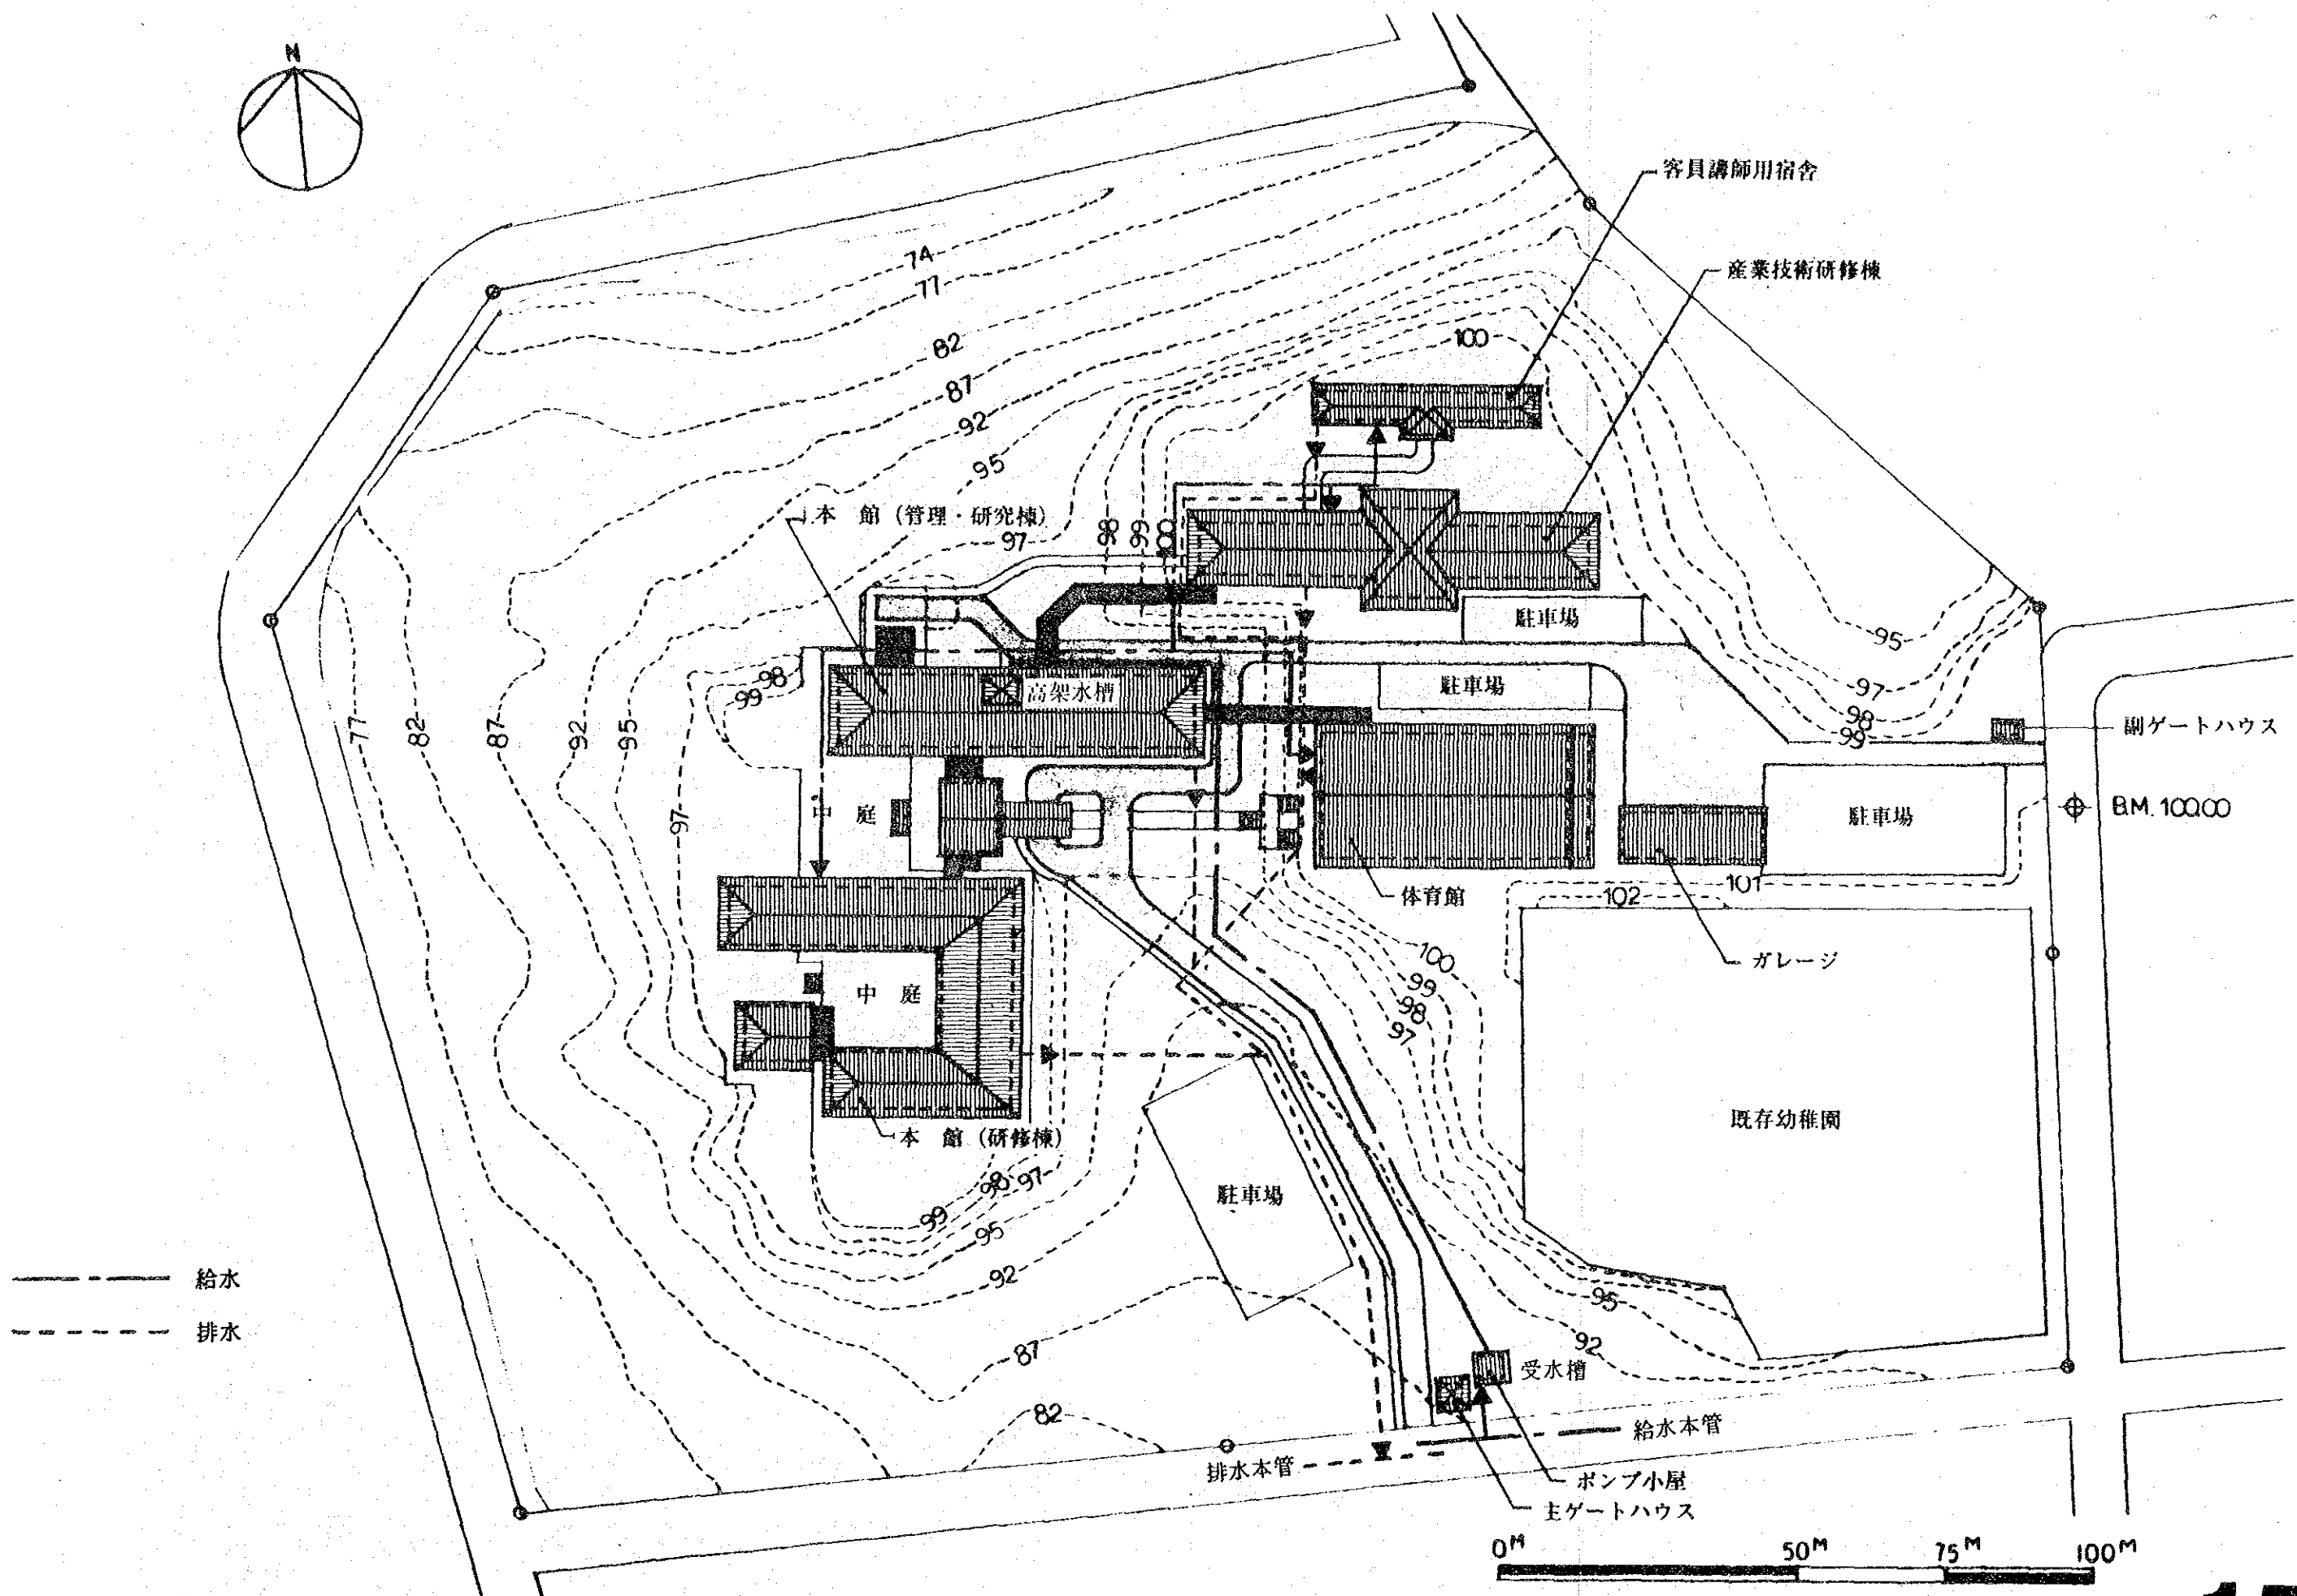 N
客員講師用宿舎
産業技術研修棟
74
77
82
87
92
95
97
98
99
100
100
本 館 (管理・研究棟)
駐車場
駐車場
高架水槽
95
97
98
99
副ゲートハウス
B.M. 100.00
98
99
77
82
87
92
95
97
中 庭
駐車場
体育館
102
101
ガレージ
100
99
98
97
中 庭
既存幼稚園
本 館 (研修棟)
駐車場
98
97
99
95
92
87
82
95
92
給水
排水
受水槽
給水本管
排水本管
ポンプ小屋
主ゲートハウス
0M
50M
75M
100M